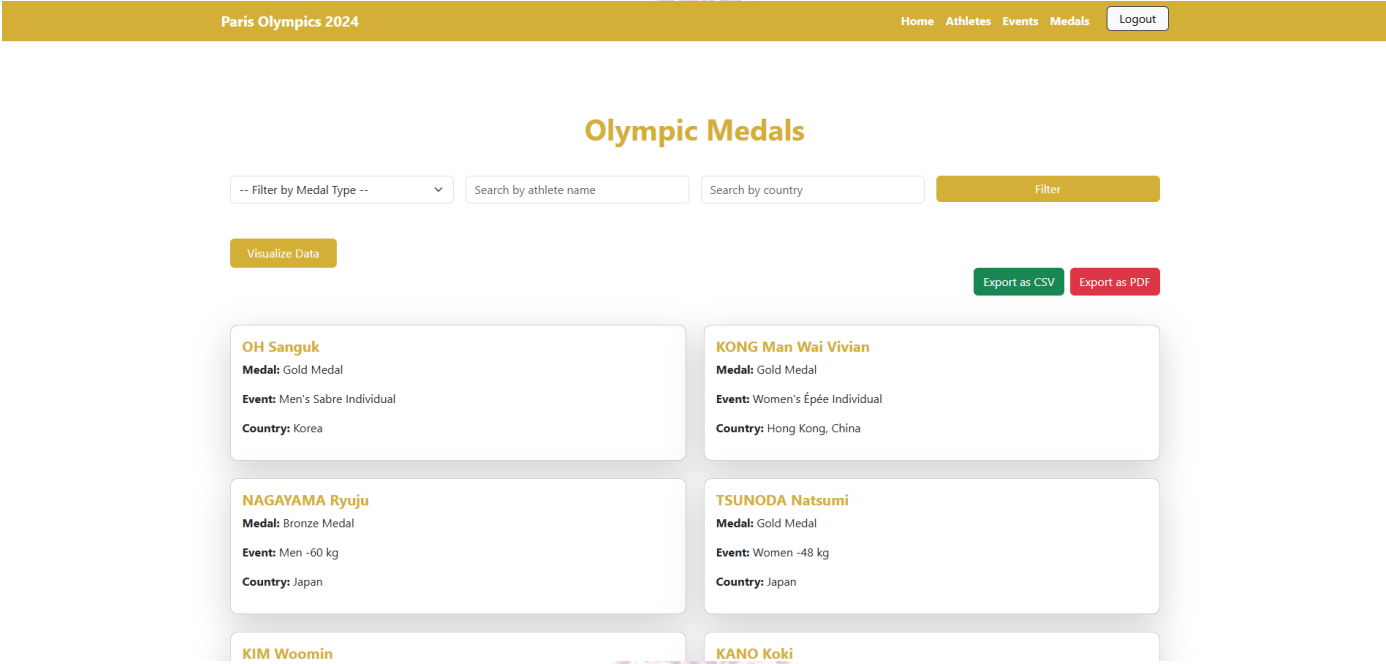 Paris Olympics 2024 Home Athletes Events Medals Logout
Olympic Medals
-- Filter by Medal Type -- Search by athlete name Search by country Filter
Visualize Data
Export as CSV Export as PDF
OH Sanguk
Medal: Gold Medal
Event: Men's Sabre Individual
Country: Korea
KONG Man Wai Vivian
Medal: Gold Medal
Event: Women's Épée Individual
Country: Hong Kong, China
NAGAYAMA Ryuju
Medal: Bronze Medal
Event: Men -60 kg
Country: Japan
TSUNODA Natsumi
Medal: Gold Medal
Event: Women -48 kg
Country: Japan
KIM Woomin
KANO Koki